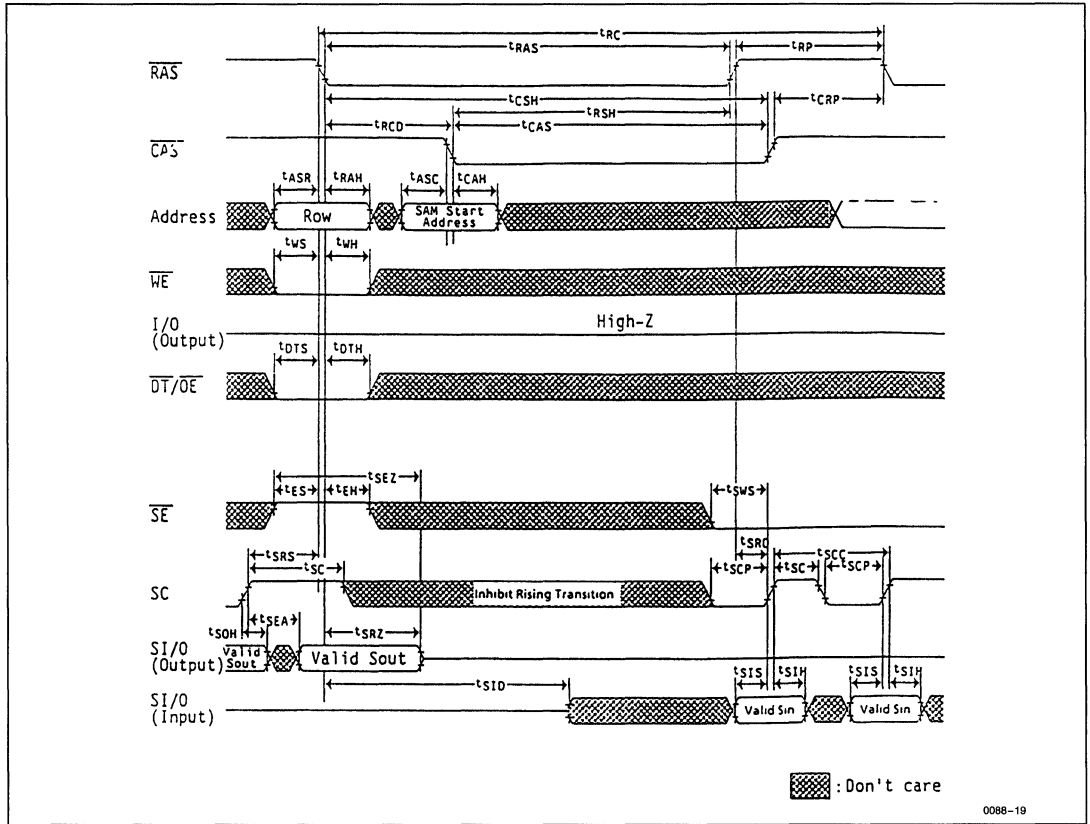 tRC
tRAS
tRP
RAS
tCSH
tCRP
tRSH
tRCD
tCAS
CAS
tASR
tRAH
tASC
tCAH
Address
Row
SAM Start
Address
tWS
tWH
WE
I/O
(Output)
High-Z
tDTS
tDTH
DT/OE
tSEZ
tES
tEH
tSWS
SE
tSRS
tSRD
tSCC
tSC
tSCP
tSC
tSCP
SC
Inhibit Rising Transition
tSOH
tSEA
tSRZ
SI/O
(Output)
Valid
Sout
Valid Sout
tSID
tSIS
tSIH
tSIS
tSIH
SI/O
(Input)
Valid Sin
Valid Sin
:Don't care
0088-19